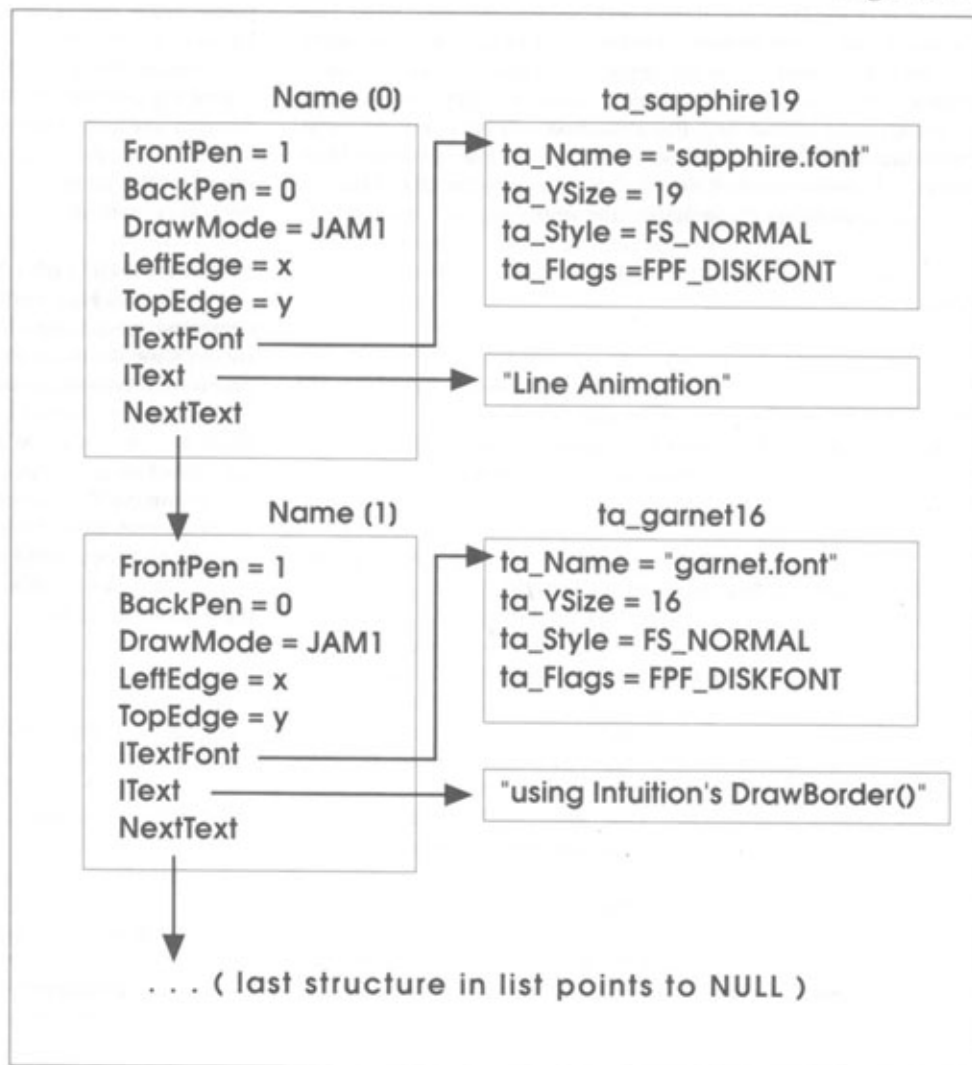 Name (0)
FrontPen = 1
BackPen = 0
DrawMode = JAM1
LeftEdge = x
TopEdge = y
ITextFont
IText
NextText
ta_sapphire19
ta_Name = "sapphire.font"
ta_YSize = 19
ta_Style = FS_NORMAL
ta_Flags =FPF_DISKFONT
"Line Animation"
Name (1)
FrontPen = 1
BackPen = 0
DrawMode = JAM1
LeftEdge = x
TopEdge = y
ITextFont
IText
NextText
ta_garnet16
ta_Name = "garnet.font"
ta_YSize = 16
ta_Style = FS_NORMAL
ta_Flags = FPF_DISKFONT
"using Intuition's DrawBorder()"
. . . ( last structure in list points to NULL )